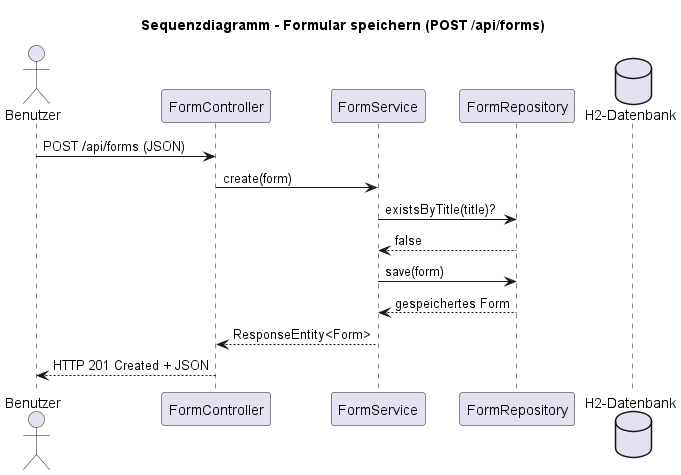 Sequenzdiagramm - Formular speichern (POST /api/forms)
Benutzer
FormController
FormService
FormRepository
H2-Datenbank
POST /api/forms (JSON)
create(form)
existsByTitle(title)?
false
save(form)
gespeichertes Form
ResponseEntity<Form>
HTTP 201 Created + JSON
Benutzer
FormController
FormService
FormRepository
H2-Datenbank